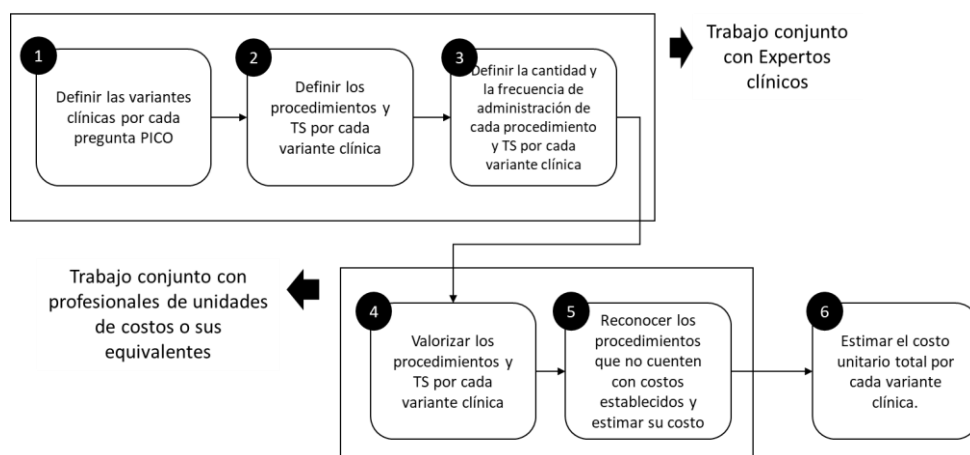 1
Definir las variantes
clínicas por cada
pregunta PICO
2
Definir los
procedimientos y
TS por cada
variante clínica
3
Definir la cantidad y
la frecuencia de
administración de
cada procedimiento
y TS por cada
variante clínica
Trabajo conjunto
con Expertos
clínicos
Trabajo conjunto con
profesionales de unidades
de costos o sus
equivalentes
4
Valorizar los
procedimientos y
TS por cada
variante clínica
5
Reconocer los
procedimientos
que no cuenten
con costos
establecidos y
estimar su costo
6
Estimar el costo
unitario total por
cada variante
clínica.